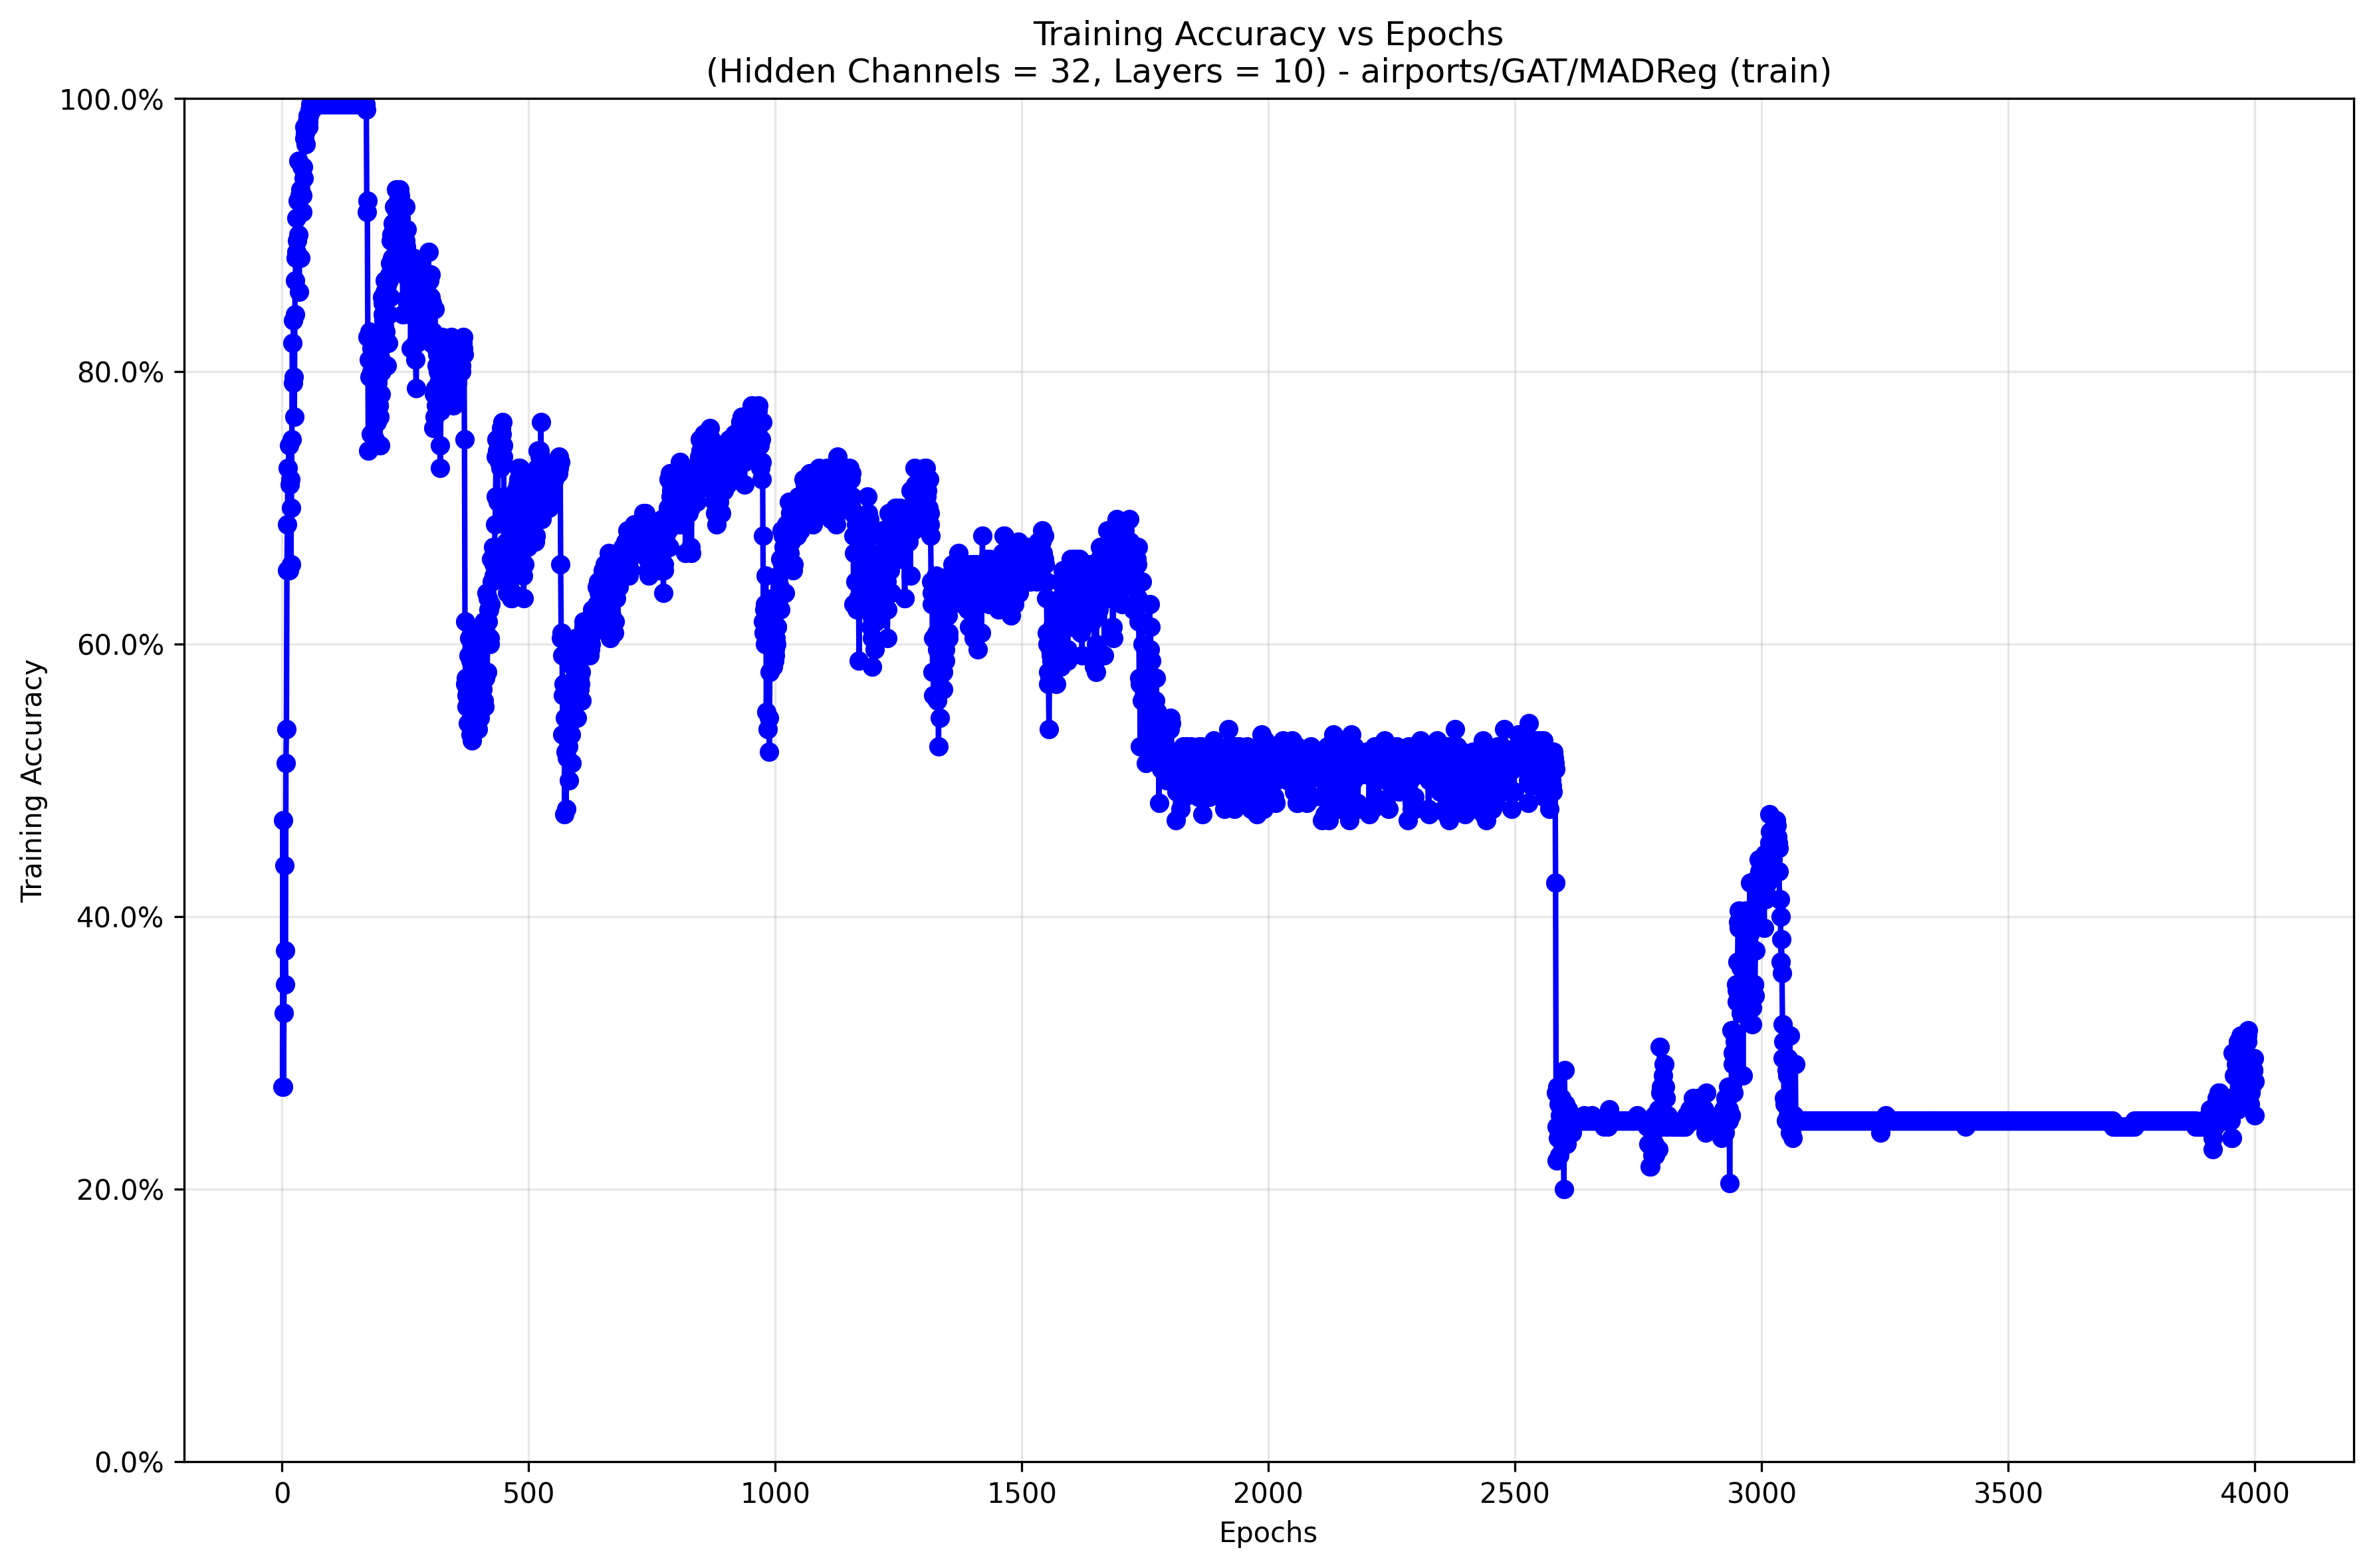 Training Accuracy vs Epochs
(Hidden Channels = 32, Layers = 10) - airports/GAT/MADReg (train)
100.0%
80.0%
60.0%
40.0%
20.0%
0.0%
Training Accuracy
0 500 1000 1500 2000 2500 3000 3500 4000
Epochs